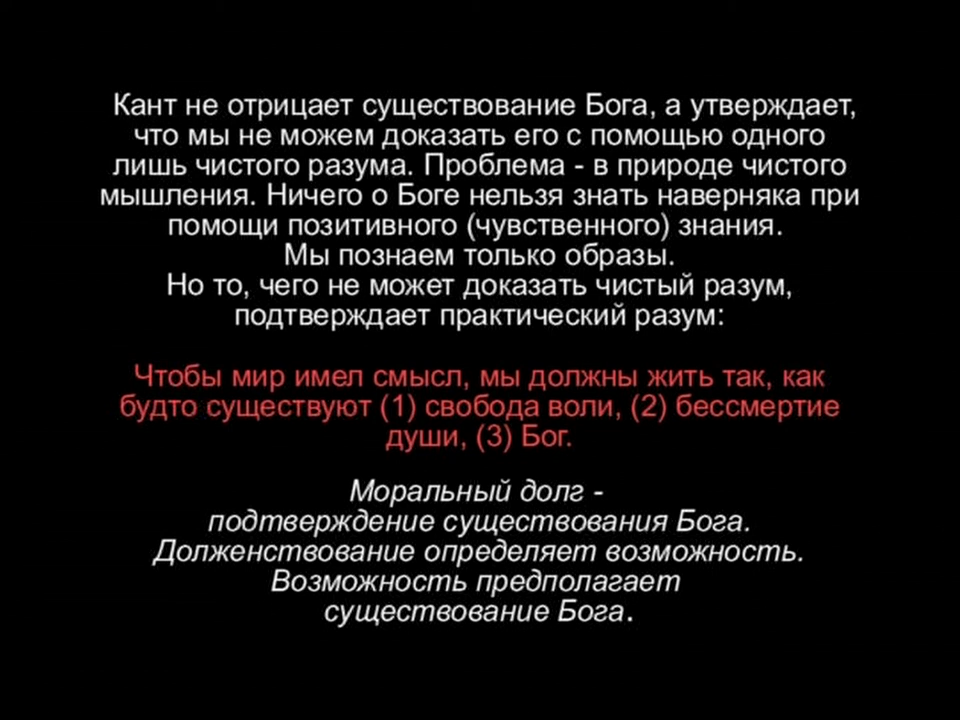 Кант не отрицает существование Бога, а утверждает,
что мы не можем доказать его с помощью одного
лишь чистого разума. Проблема - в природе чистого
мышления. Ничего о Боге нельзя знать наверняка при
помощи позитивного (чувственного) знания.
Мы познаем только образы.
Но то, чего не может доказать чистый разум,
подтверждает практический разум:
Чтобы мир имел смысл, мы должны жить так, как
будто существуют (1) свобода воли, (2) бессмертие
души, (3) Бог.
Моральный долг -
подтверждение существования Бога.
Долженствование определяет возможность.
Возможность предполагает
существование Бога.